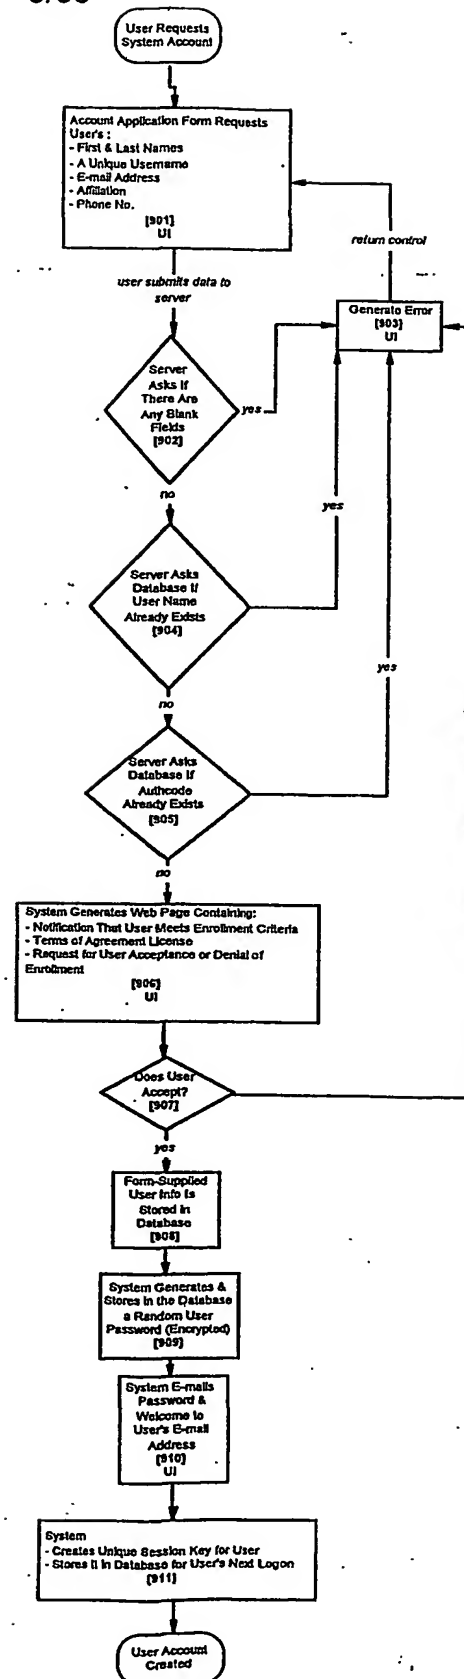 User Requests
System Account
Account Application Form Requests
User's :
- First & Last Names
- A Unique Username
- E-mail Address
- Affiliation
- Phone No.
[901]
UI
return control
user submits data to
server
Generate Error
[903]
UI
Server
Asks If
There Are
Any Blank
Fields
[902]
yes
no
yes
Server Asks
Database If
User Name
Already Exists
[904]
yes
no
Server Asks
Database If
Authcode
Already Exists
[905]
no
System Generates Web Page Containing:
- Notification That User Meets Enrollment Criteria
- Terms of Agreement License
- Request for User Acceptance or Denial of
Enrollment
[906]
UI
Does User
Accept?
[907]
yes
Form-Supplied
User Info Is
Stored in
Database
[908]
System Generates &
Stores in the Database
a Random User
Password (Encrypted)
[909]
System E-mails
Password &
Welcome to
User's E-mail
Address
[910]
UI
System
- Creates Unique Session Key for User
- Stores It in Database for User's Next Logon
[911]
User Account
Created